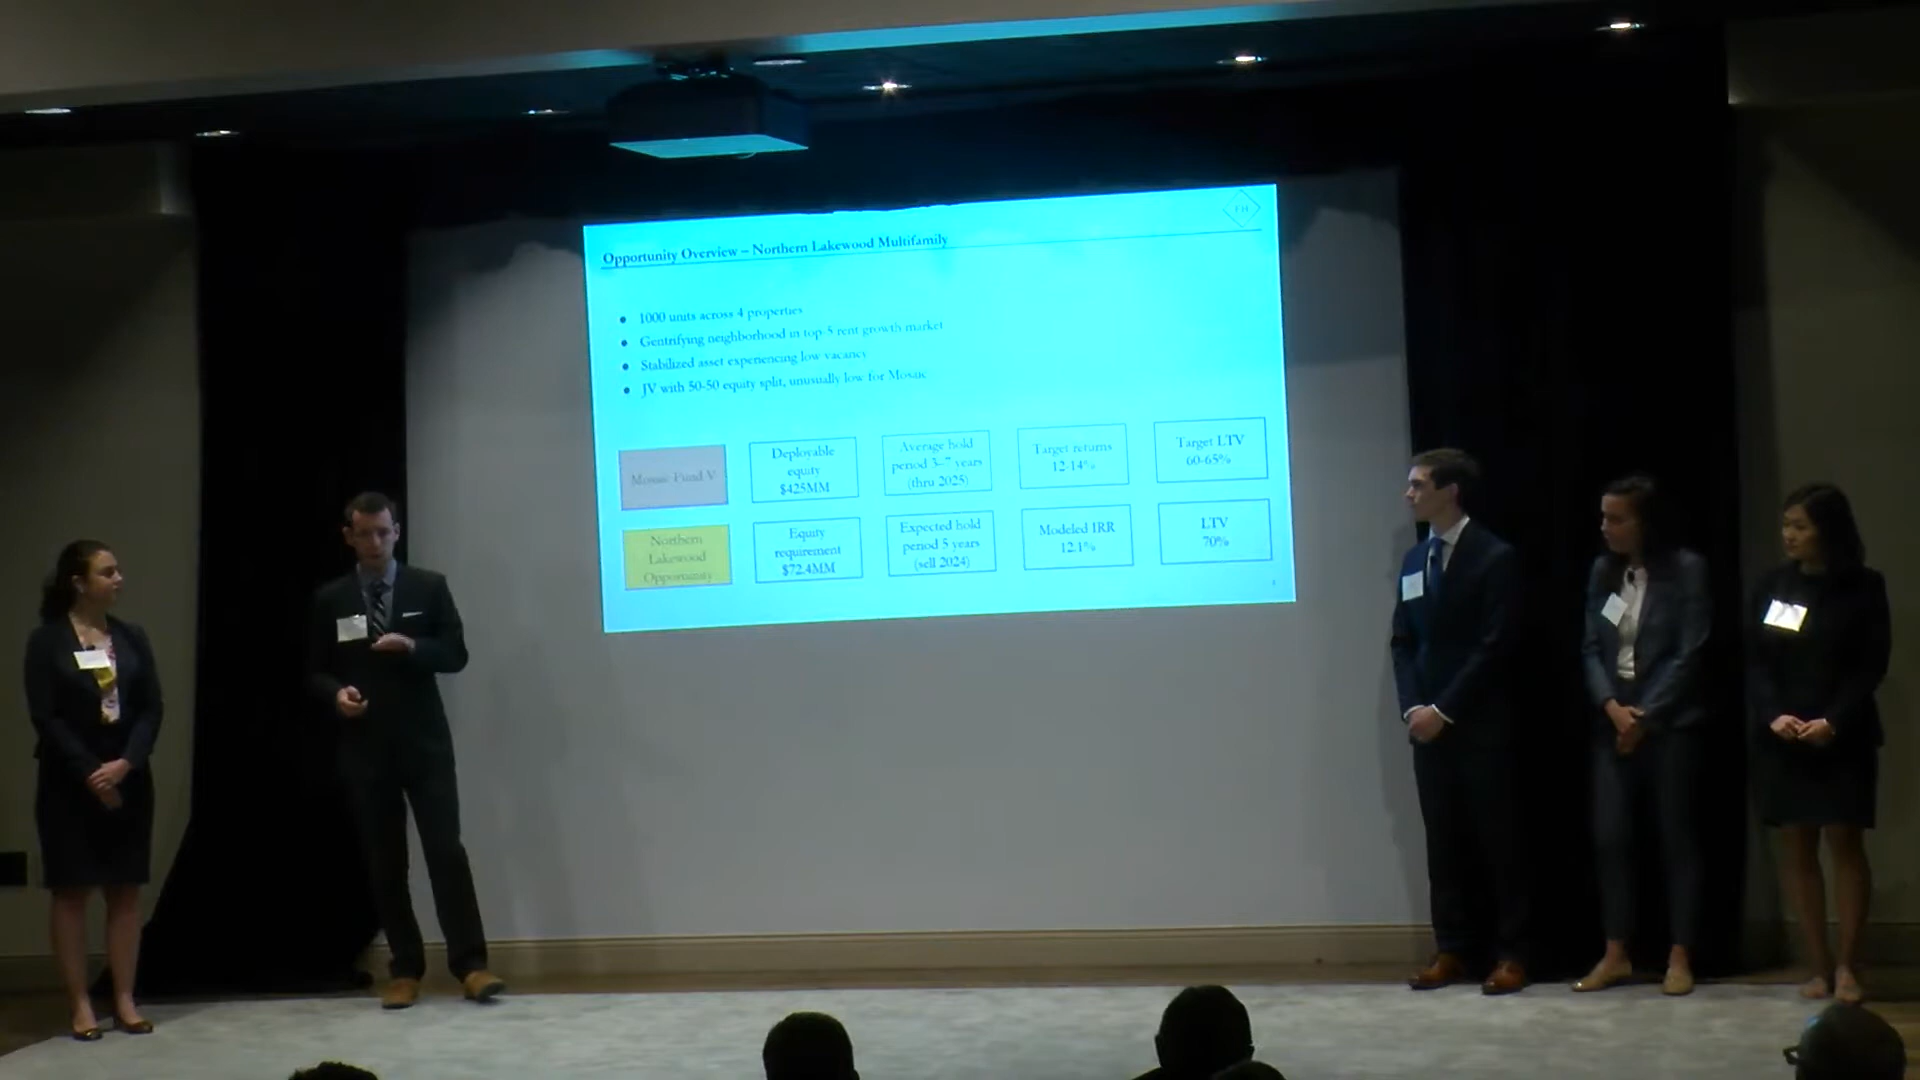 Opportunity Overview – Northern Lakewood Multifamily
● 1000 units across 4 properties
● Gentrifying neighborhood in top 5 rent growth market
● Stabilized asset experiencing low vacancy
● JV with 50-50 equity split, unusually low for Mosaic
Mosaic Fund V
Deployable
equity
$425MM
Average hold
period 3–7 years
(thru 2025)
Target returns
12-14%
Target LTV
60-65%
Northern
Lakewood
Opportunity
Equity
requirement
$72.4MM
Expected hold
period 5 years
(sell 2024)
Modeled IRR
12.1%
LTV
70%